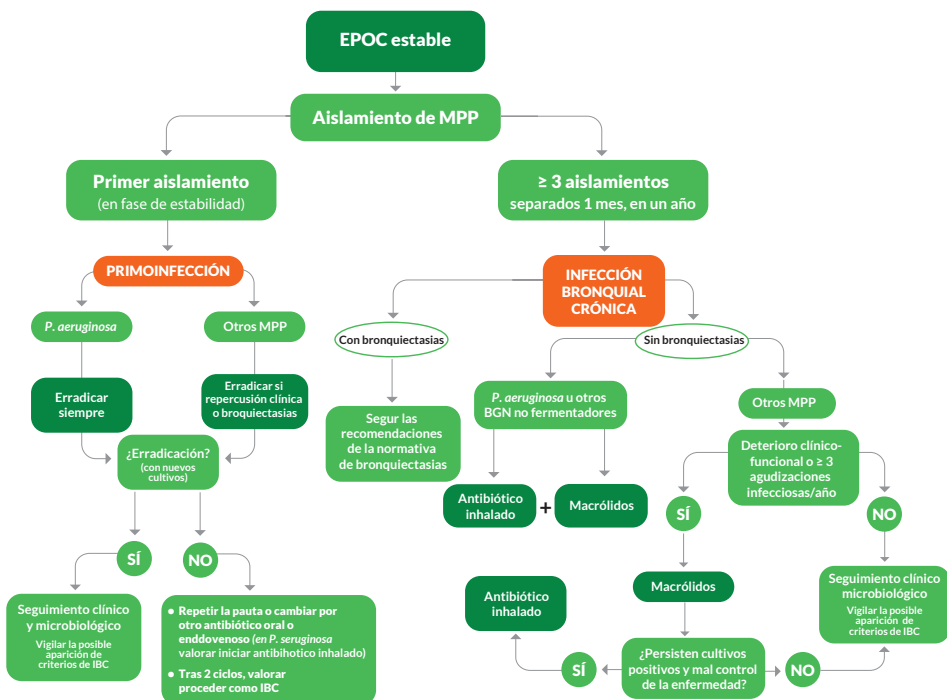 EPOC estable
Aislamiento de MPP
Primer aislamiento
(en fase de estabilidad)
≥ 3 aislamientos
separados 1 mes, en un año
PRIMOINFECCIÓN
INFECCIÓN
BRONQUIAL
CRÓNICA
P. aeruginosa
Otros MPP
Con bronquiectasias
Sin bronquiectasias
Erradicar
siempre
Erradicar si
repercusión clínica
o broquiectasias
Segur las
recomendaciones
de la normativa
de bronquiectasias
P. aeruginosa u otros
BGN no fermentadores
Otros MPP
¿Erradicación?
(con nuevos
cultivos)
Deterioro clínico-
funcional o ≥ 3
agudizaciones
infecciosas/año
Antibiótico
inhalado
+
Macrólidos
SÍ
NO
SÍ
NO
Seguimiento clínico
y microbiológico
Vigilar la posible
aparición de
criterios de IBC
• Repetir la pauta o cambiar por
otro antibiótico oral o
enddovenoso (en P. seruginosa
valorar iniciar antibihotico inhalado)
• Tras 2 ciclos, valorar
proceder como IBC
Antibiótico
inhalado
Macrólidos
Seguimiento clínico
microbiológico
Vigilar la posible
aparición de
criterios de IBC
SÍ
¿Persisten cultivos
positivos y mal control
de la enfermedad?
NO